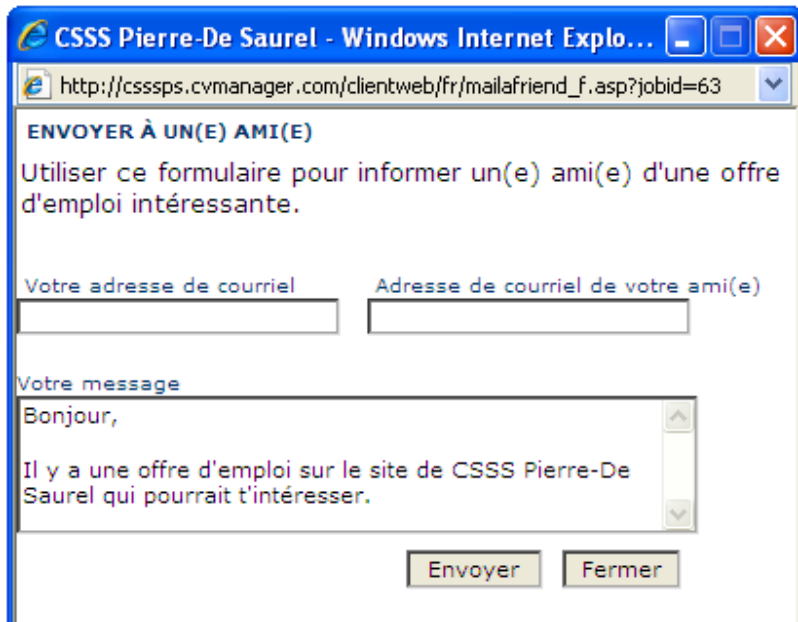 CSSS Pierre-De Saurel - Windows Internet Explo...
http://csssps.cvmanager.com/clientweb/fr/mailafriend_f.asp?jobid=63
ENVOYER À UN(E) AMI(E)
Utiliser ce formulaire pour informer un(e) ami(e) d'une offre
d'emploi intéressante.
Votre adresse de courriel Adresse de courriel de votre ami(e)
Votre message
Bonjour,
Il y a une offre d'emploi sur le site de CSSS Pierre-De
Saurel qui pourrait t'intéresser.
Envoyer Fermer